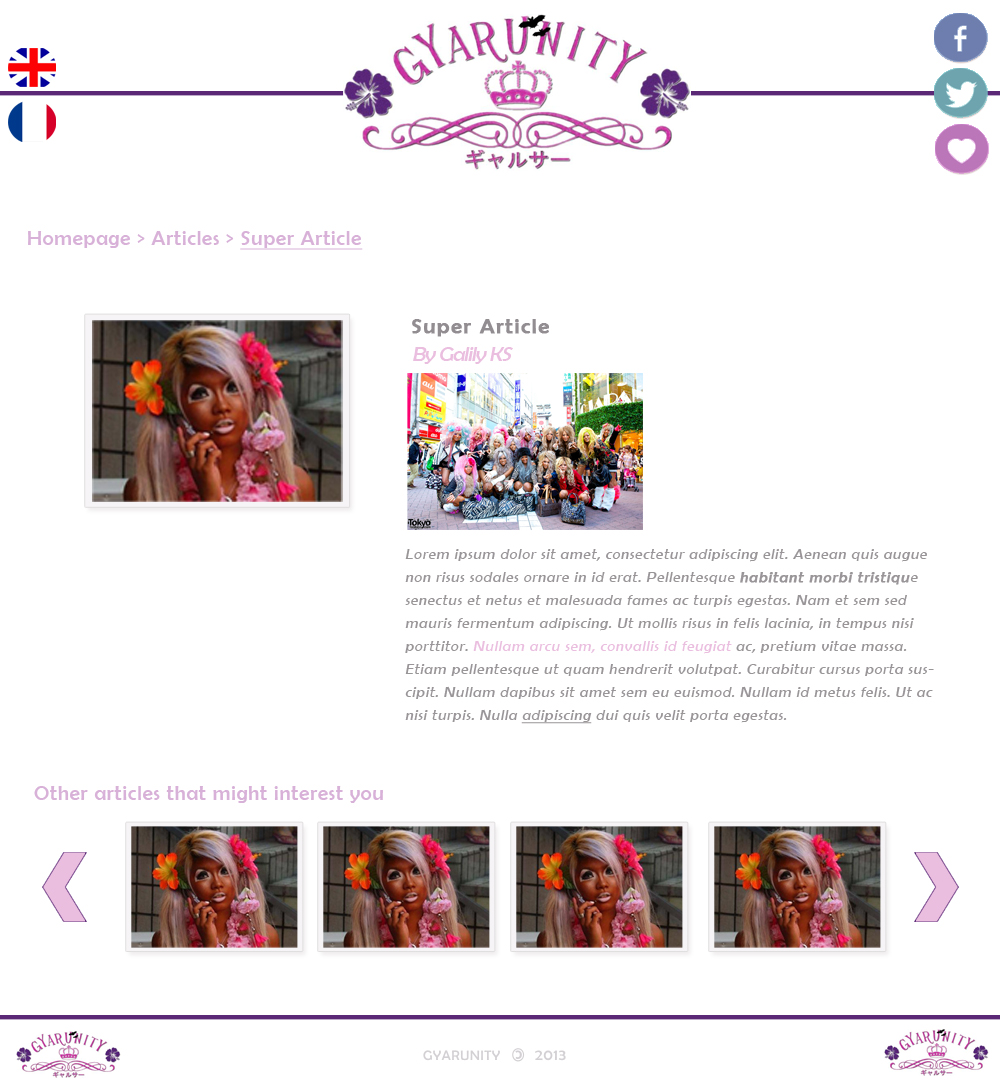 GYARUNITY
ギャルサー
Homepage > Articles > Super Article
Super Article
By Galily KS
Tokyo
Lorem ipsum dolor sit amet, consectetur adipiscing elit. Aenean quis augue
non risus sodales ornare in id erat. Pellentesque habitant morbi tristique
senectus et netus et malesuada fames ac turpis egestas. Nam et sem sed
mauris fermentum adipiscing. Ut mollis risus in felis lacinia, in tempus nisi
porttitor. Nullam arcu sem, convallis id feugiat ac, pretium vitae massa.
Etiam pellentesque ut quam hendrerit volutpat. Curabitur cursus porta sus-
cipit. Nullam dapibus sit amet sem eu euismod. Nullam id metus felis. Ut ac
nisi turpis. Nulla adipiscing dui quis velit porta egestas.
Other articles that might interest you
GYARUNITY
ギャルサー
GYARUNITY © 2013
GYARUNITY
ギャルサー